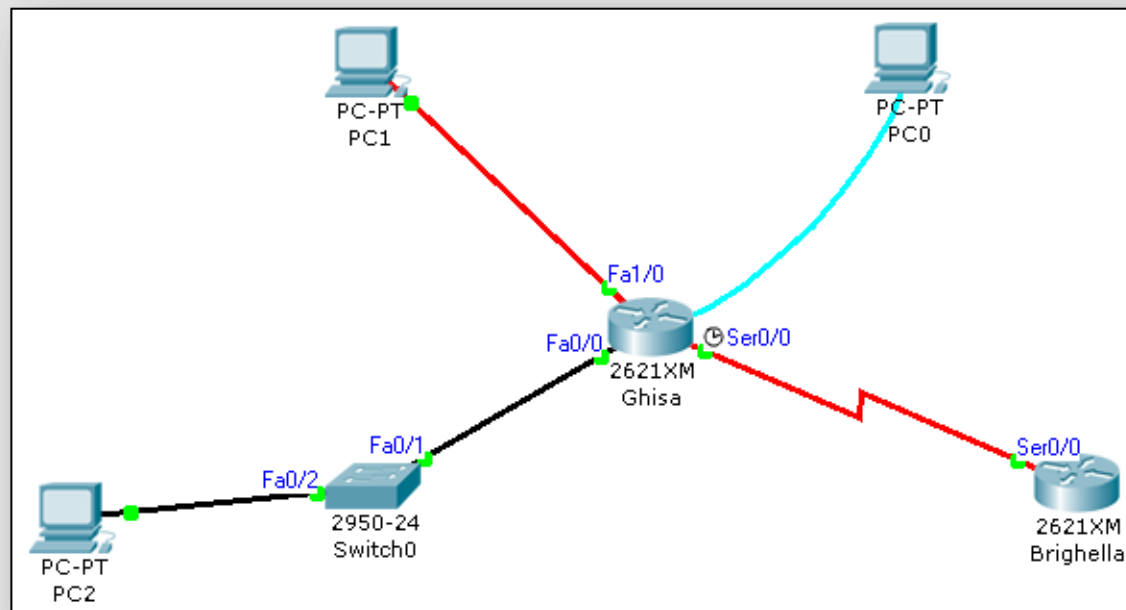 PC-PT
PC1
PC-PT
PC0
Fa1/0
Fa0/0
Ser0/0
2621XM
Ghisa
Fa0/1
Ser0/0
Fa0/2
2950-24
Switch0
2621XM
Brighella
PC-PT
PC2